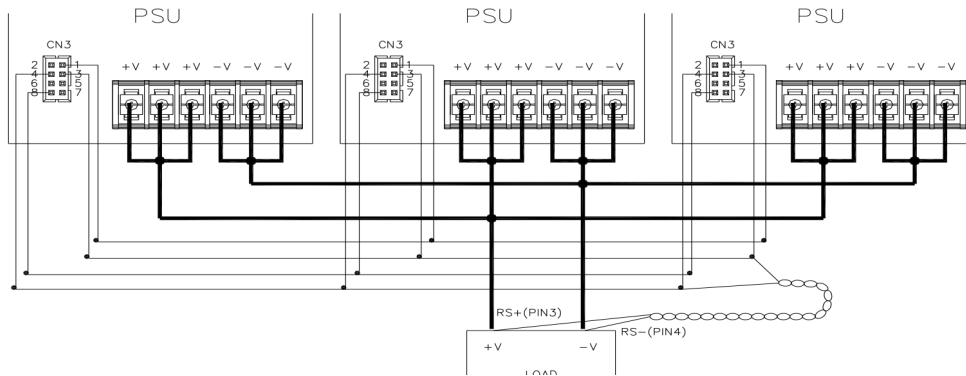 PSU
PSU
PSU
CN3
CN3
CN3
2 1
4 3
6 5
8 7
+V +V +V -V -V -V
2 1
4 3
6 5
8 7
+V +V +V -V -V -V
2 1
4 3
6 5
8 7
+V +V +V -V -V -V
RS+(PIN3)
RS-(PIN4)
+V -V
LOAD